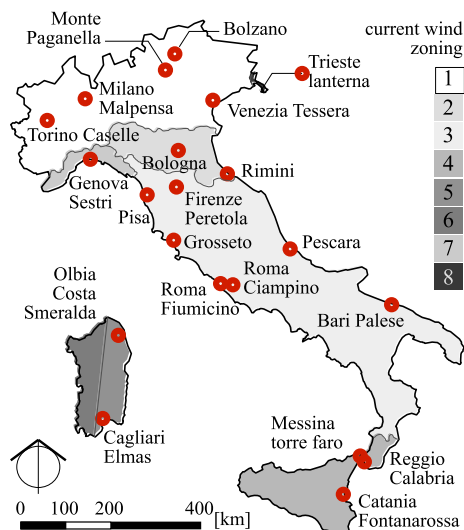 Monte
Paganella
Bolzano
current wind
zoning
Trieste
lanterna
Milano
Malpensa
Venezia Tessera
1
2
3
4
5
6
7
8
Torino Caselle
Bologna
Rimini
Genova
Sestri
Firenze
Peretola
Pisa
Grosseto
Pescara
Olbia
Costa
Smeralda
Roma
Fiumicino
Roma
Ciampino
Bari Palese
Cagliari
Elmas
Messina
torre faro
Reggio
Calabria
Catania
Fontanarossa
0 100 200 400 [km]